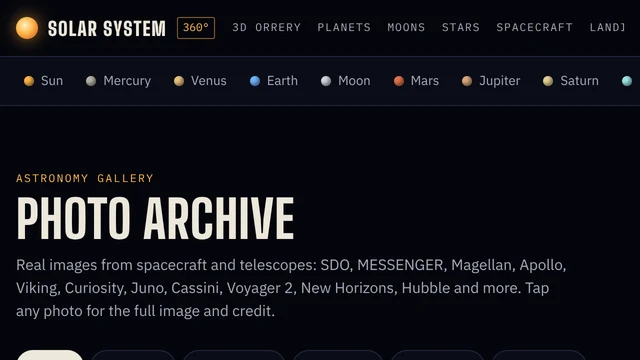 SOLAR SYSTEM 360° 3D ORRERY PLANETS MOONS STARS SPACECRAFT
Sun Mercury Venus Earth Moon Mars Jupiter Saturn
ASTRONOMY GALLERY
PHOTO ARCHIVE
Real images from spacecraft and telescopes: SDO, MESSENGER, Magellan, Apollo,
Viking, Curiosity, Juno, Cassini, Voyager 2, New Horizons, Hubble and more. Tap
any photo for the full image and credit.